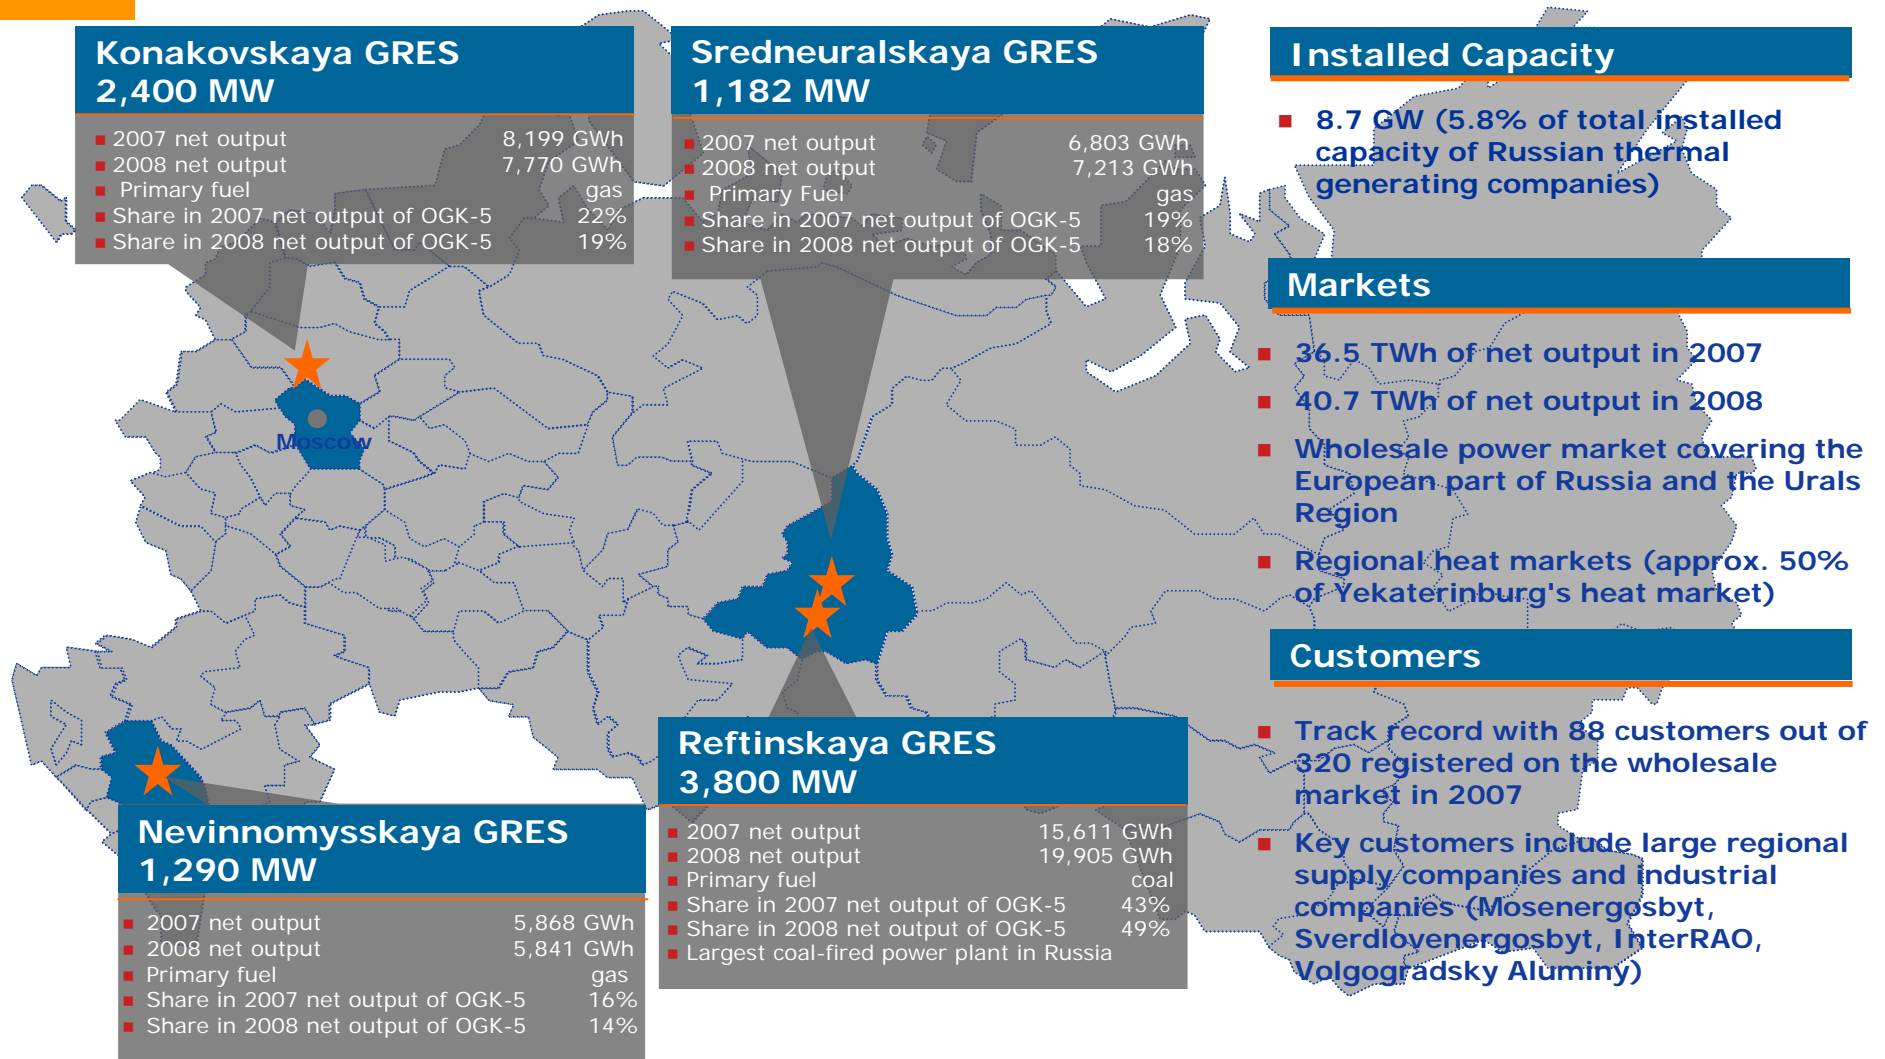 Konakovskaya GRES
2,400 MW
2007 net output 8,199 GWh
2008 net output 7,770 GWh
Primary fuel gas
Share in 2007 net output of OGK-5 22%
Share in 2008 net output of OGK-5 19%
Sredneuralskaya GRES
1,182 MW
2007 net output 6,803 GWh
2008 net output 7,213 GWh
Primary Fuel gas
Share in 2007 net output of OGK-5 19%
Share in 2008 net output of OGK-5 18%
Moscow
Nevinnomysskaya GRES
1,290 MW
2007 net output 5,868 GWh
2008 net output 5,841 GWh
Primary fuel gas
Share in 2007 net output of OGK-5 16%
Share in 2008 net output of OGK-5 14%
Reftinskaya GRES
3,800 MW
2007 net output 15,611 GWh
2008 net output 19,905 GWh
Primary fuel coal
Share in 2007 net output of OGK-5 43%
Share in 2008 net output of OGK-5 49%
Largest coal-fired power plant in Russia
Installed Capacity
8.7 GW (5.8% of total installed
capacity of Russian thermal
generating companies)
Markets
36.5 TWh of net output in 2007
40.7 TWh of net output in 2008
Wholesale power market covering the
European part of Russia and the Urals
Region
Regional heat markets (approx. 50%
of Yekaterinburg's heat market)
Customers
Track record with 88 customers out of
320 registered on the wholesale
market in 2007
Key customers include large regional
supply companies and industrial
companies (Mosenergosbyt,
Sverdlovenergosbyt, InterRAO,
Volgogradsky Aluminy)